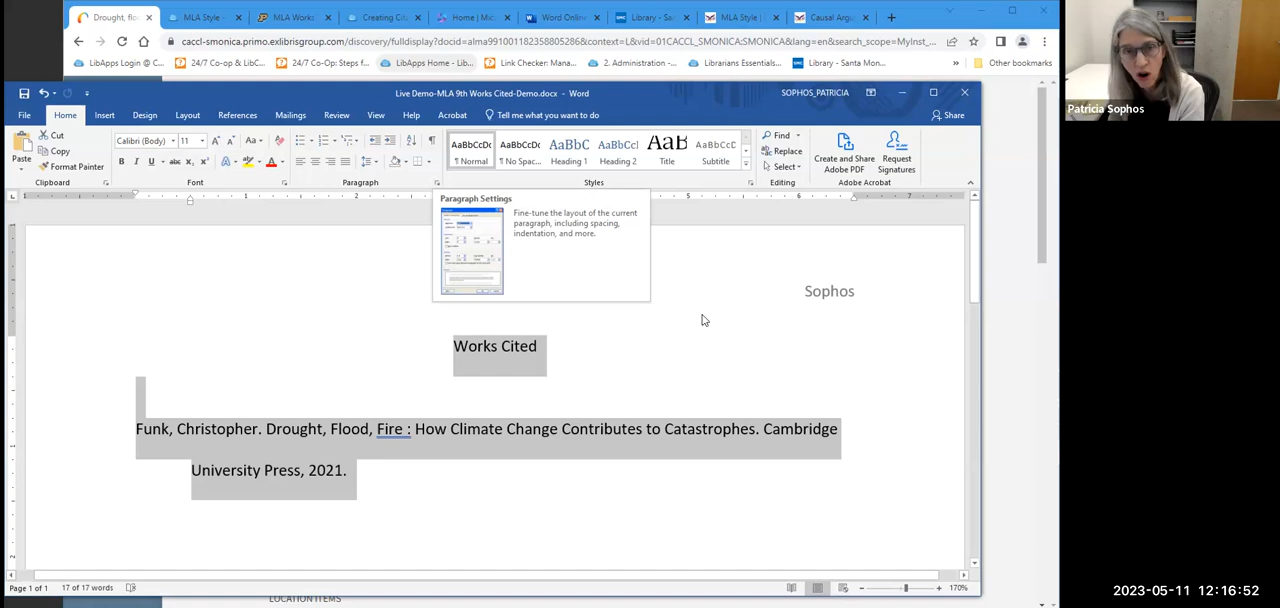 Drought, flo
MLA Style -
MLA Works
Creating Cit
Home | Mic
Word Online
Library - Sa
MLA Style |
Causal Argu
caccl-smonica.primo.exlibrisgroup.com/discovery/fulldisplay?docid=alma991001182358805286&context=L&vid=01CACCL_SMONICA:SMONICA&lang=en&search_scope=MyInst...
LibApps Login @ C...
24/7 Co-op & LibC...
24/7 Co-Op: Steps f...
LibApps Home - Lib...
Link Checker: Mana...
2. Administration -...
Librarians Essentials...
Library - Santa Mon...
»
Other bookmarks
Live Demo-MLA 9th Works Cited-Demo.docx - Word
SOPHOS_PATRICIA
File Home Insert Design Layout References Mailings Review View Help Acrobat Tell me what you want to do Share
Paste
Cut
Copy
Format Painter
Calibri (Body) 11
AaBbCcDc
¶ Normal
AaBbCcDc
¶ No Spac...
AaBbC
Heading 1
AaBbCcI
Heading 2
AaB
Title
AaBbCcC
Subtitle
Find
Replace
Select
Create and Share
Adobe PDF
Request
Signatures
Clipboard Font Paragraph Styles Editing Adobe Acrobat
Paragraph Settings
Fine-tune the layout of the current
paragraph, including spacing,
indentation, and more.
Sophos
Works Cited
Funk, Christopher. Drought, Flood, Fire : How Climate Change Contributes to Catastrophes. Cambridge
University Press, 2021.
Page 1 of 1 17 of 17 words
170%
LOCATION ITEMS
Patricia Sophos
2023-05-11 12:16:52